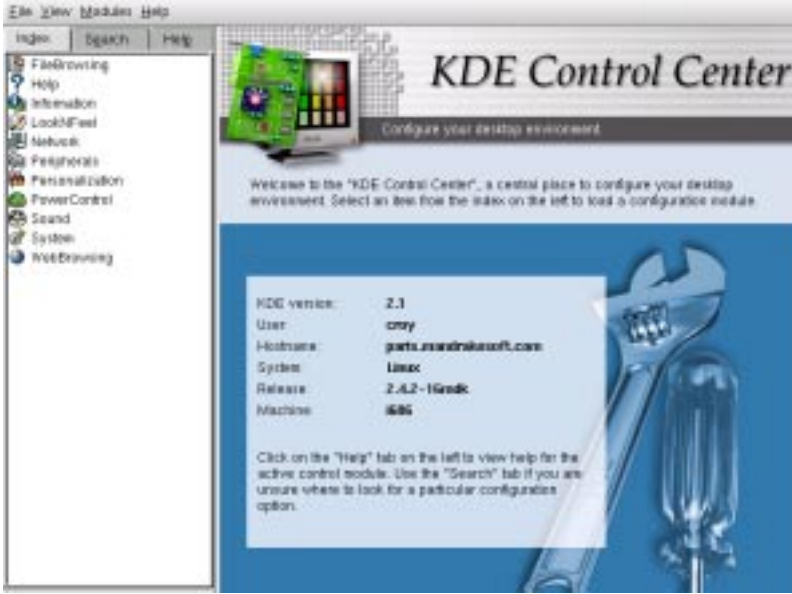 File View Modules Help
Index Search Help
FileBrowsing
Help
Information
LookNFeel
Network
Peripherals
Personalization
PowerControl
Sound
System
WebBrowsing
KDE Control Center
Configure your desktop environment.
Welcome to the "KDE Control Center", a central place to configure your desktop
environment. Select an item from the index on the left to load a configuration module.
KDE version: 2.1
User: croy
Hostname: parts.mandrakesoft.com
System: Linux
Release: 2.4.2-16mdk
Machine: i686
Click on the "Help" tab on the left to view help for the
active control module. Use the "Search" tab if you are
unsure where to look for a particular configuration
option.